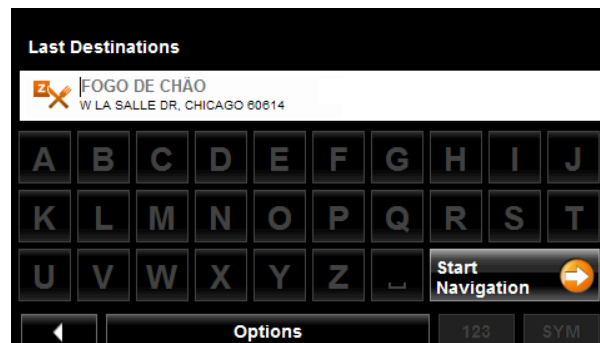 Last Destinations
Z
FOGO DE CHÃO
W LA SALLE DR, CHICAGO 60614
A B C D E F G H I J
K L M N O P Q R S T
U V W X Y Z Start
Navigation
Options 123 SYM